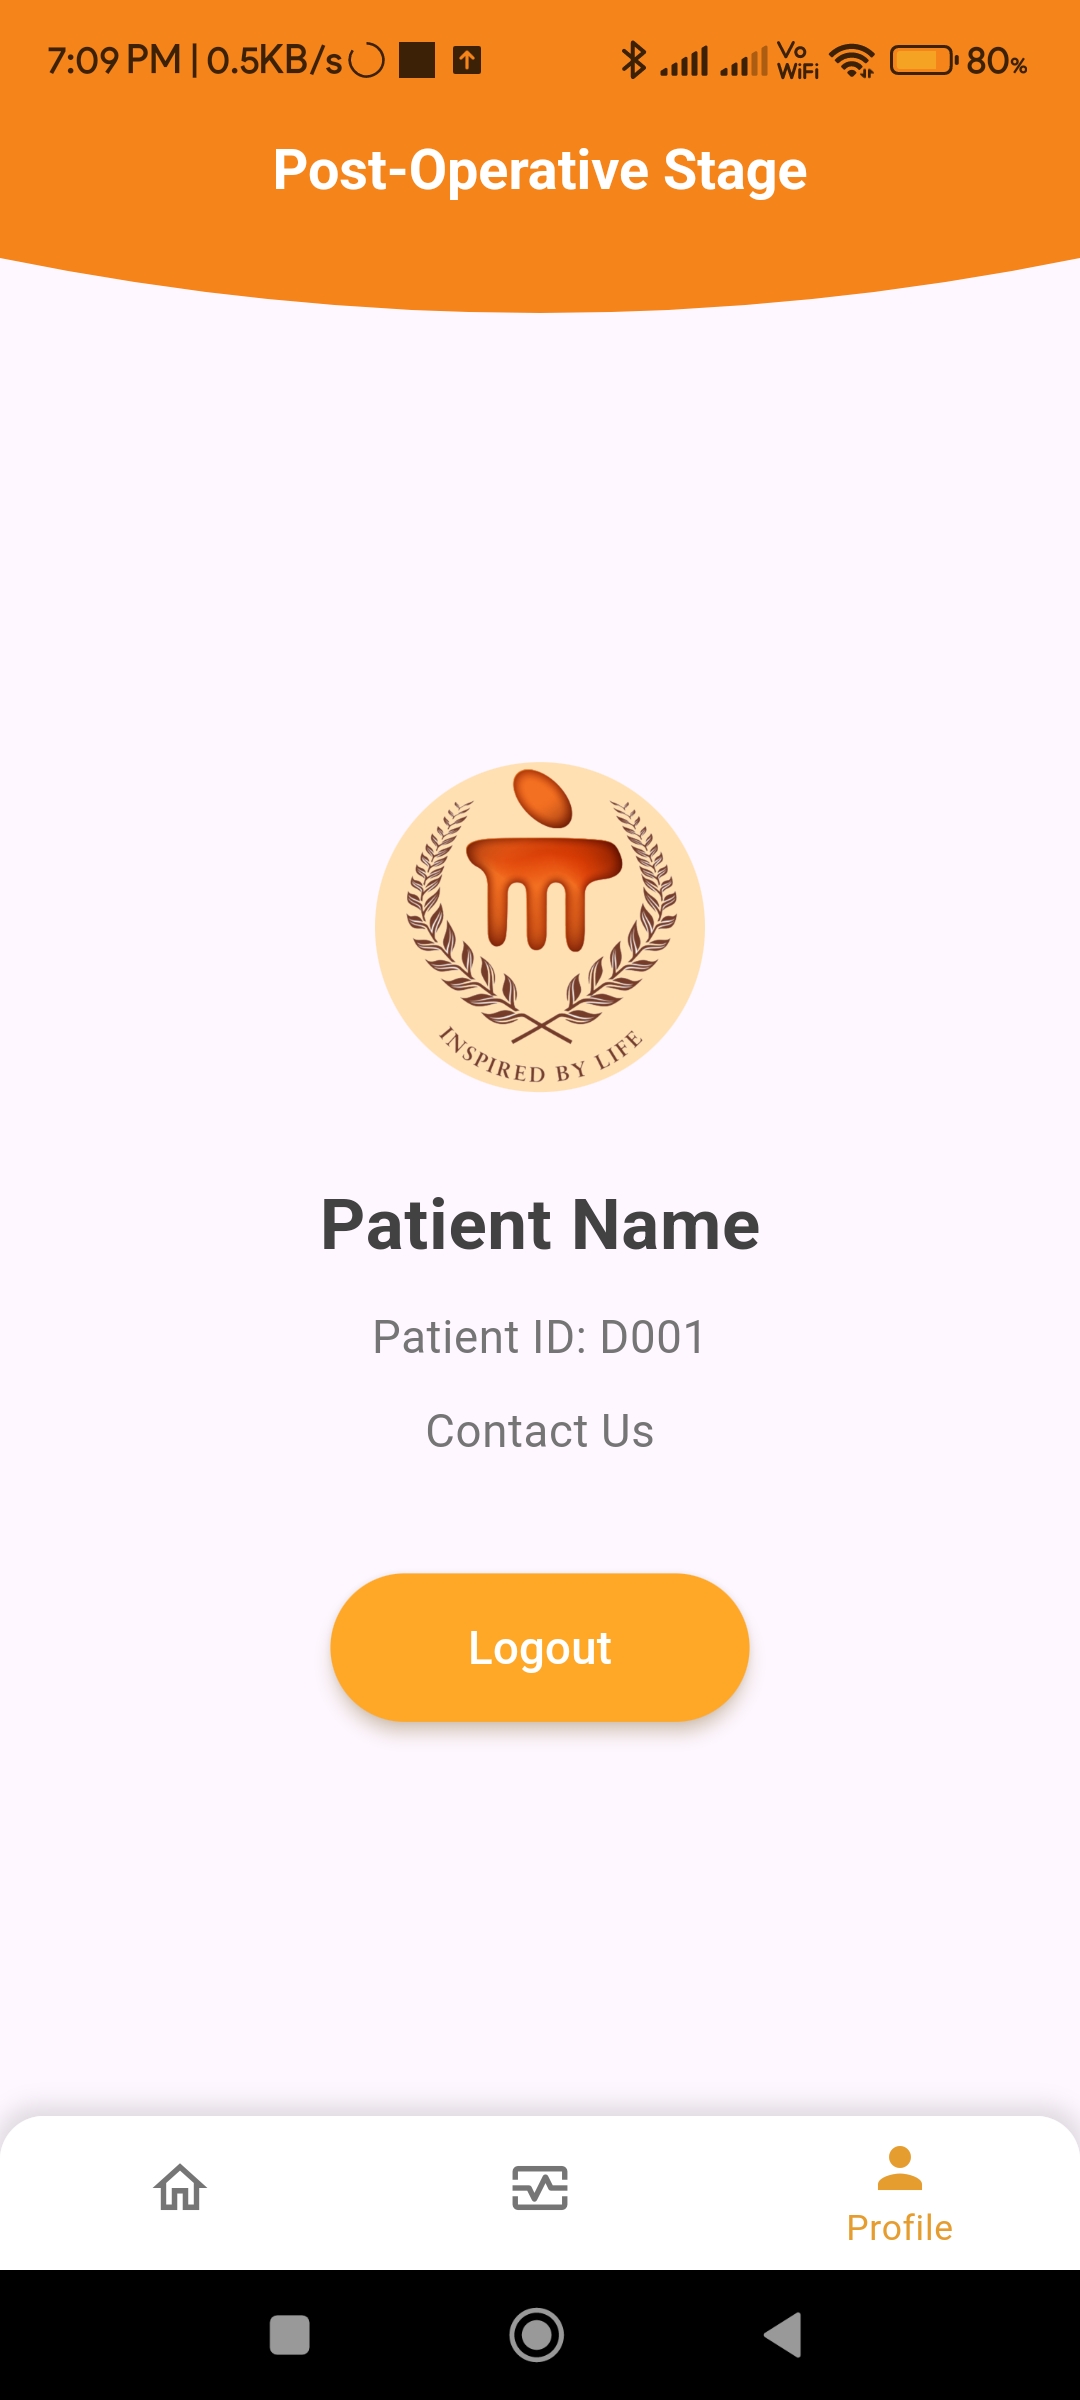 7:09 PM | 0.5KB/s Vo WiFi 80%
Post-Operative Stage
INSPIRED BY LIFE
Patient Name
Patient ID: D001
Contact Us
Logout
Profile